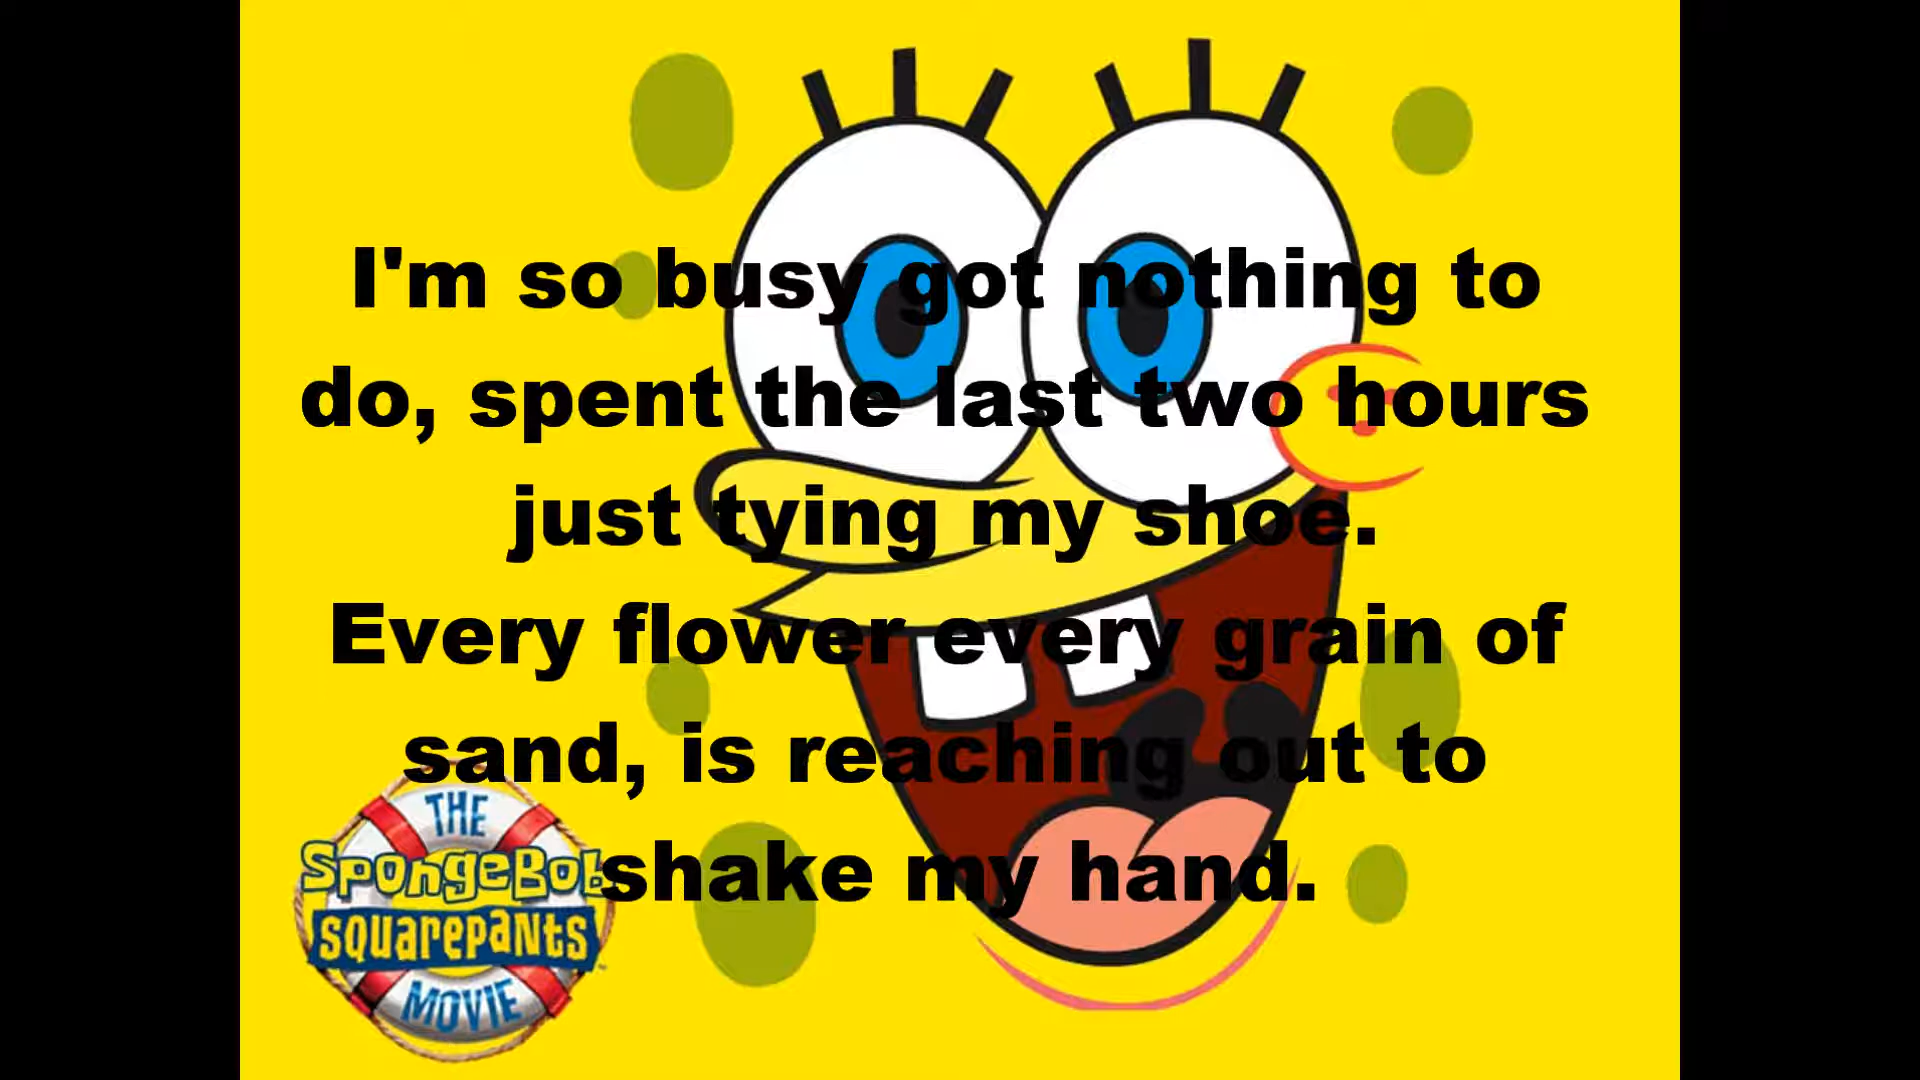 I'm so busy got nothing to
do, spent the last two hours
just tying my shoe.
Every flower every grain of
sand, is reaching out to
shake my hand.
THE
SpongeBob
SQUAREPANTS
MOVIE